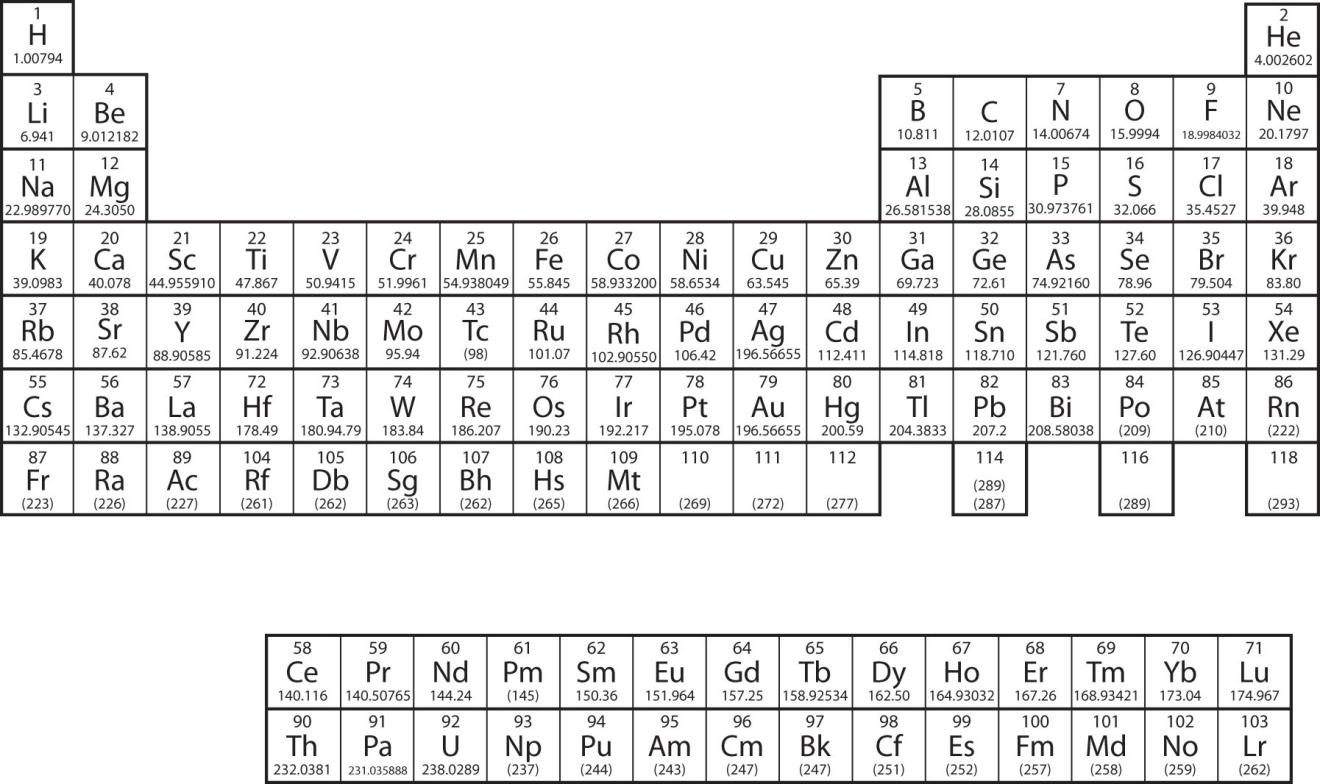 1 2
H He
1.00794 4.002602
3 4 5 7 8 9 10
Li Be B C N O F Ne
6.941 9.012182 10.811 12.0107 14.00674 15.9994 18.9984032 20.1797
11 12 13 14 15 16 17 18
Na Mg Al Si P S Cl Ar
22.989770 24.3050 26.581538 28.0855 30.973761 32.066 35.4527 39.948
19 20 21 22 23 24 25 26 27 28 29 30 31 32 33 34 35 36
K Ca Sc Ti V Cr Mn Fe Co Ni Cu Zn Ga Ge As Se Br Kr
39.0983 40.078 44.955910 47.867 50.9415 51.9961 54.938049 55.845 58.933200 58.6534 63.545 65.39 69.723 72.61 74.92160 78.96 79.504 83.80
37 38 39 40 41 42 43 44 45 46 47 48 49 50 51 52 53 54
Rb Sr Y Zr Nb Mo Tc Ru Rh Pd Ag Cd In Sn Sb Te I Xe
85.4678 87.62 88.90585 91.224 92.90638 95.94 (98) 101.07 102.90550 106.42 196.56655 112.411 114.818 118.710 121.760 127.60 126.90447 131.29
55 56 57 72 73 74 75 76 77 78 79 80 81 82 83 84 85 86
Cs Ba La Hf Ta W Re Os Ir Pt Au Hg Tl Pb Bi Po At Rn
132.90545 137.327 138.9055 178.49 180.94.79 183.84 186.207 190.23 192.217 195.078 196.56655 200.59 204.3833 207.2 208.58038 (209) (210) (222)
87 88 89 104 105 106 107 108 109 110 111 112 114 116 118
Fr Ra Ac Rf Db Sg Bh Hs Mt (289)
(223) (226) (227) (261) (262) (263) (262) (265) (266) (269) (272) (277) (287) (289) (293)
58 59 60 61 62 63 64 65 66 67 68 69 70 71
Ce Pr Nd Pm Sm Eu Gd Tb Dy Ho Er Tm Yb Lu
140.116 140.50765 144.24 (145) 150.36 151.964 157.25 158.92534 162.50 164.93032 167.26 168.93421 173.04 174.967
90 91 92 93 94 95 96 97 98 99 100 101 102 103
Th Pa U Np Pu Am Cm Bk Cf Es Fm Md No Lr
232.0381 231.035888 238.0289 (237) (244) (243) (247) (247) (251) (252) (257) (258) (259) (262)